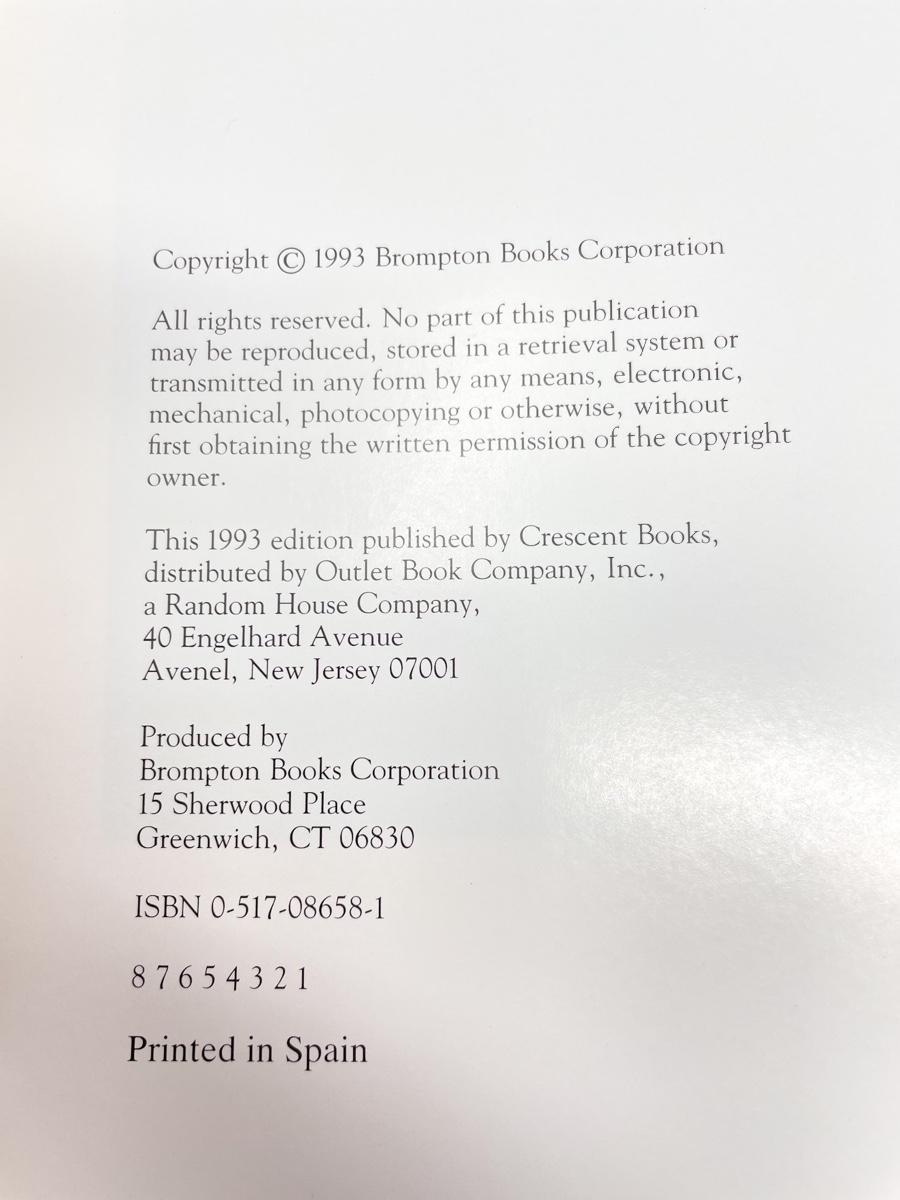 Copyright © 1993 Brompton Books Corporation
All rights reserved. No part of this publication
may be reproduced, stored in a retrieval system or
transmitted in any form by any means, electronic,
mechanical, photocopying or otherwise, without
first obtaining the written permission of the copyright
owner.
This 1993 edition published by Crescent Books,
distributed by Outlet Book Company, Inc.,
a Random House Company,
40 Engelhard Avenue
Avenel, New Jersey 07001
Produced by
Brompton Books Corporation
15 Sherwood Place
Greenwich, CT 06830
ISBN 0-517-08658-1
8 7 6 5 4 3 2 1
Printed in Spain